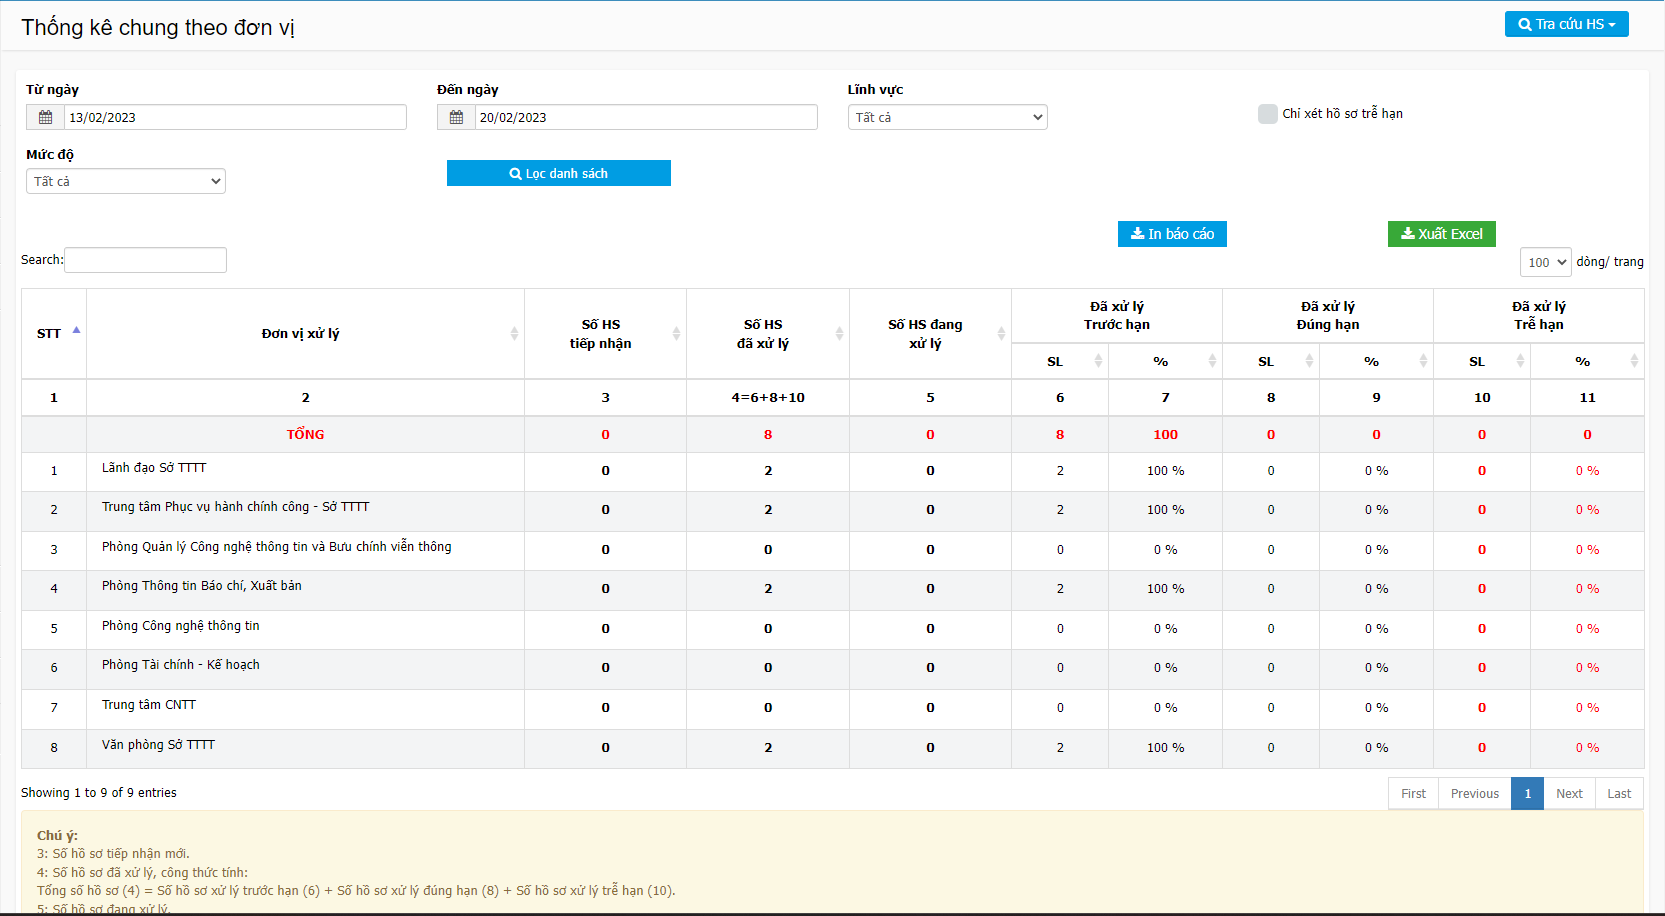 Thống kê chung theo đơn vị
Tra cứu HS
Từ ngày
Đến ngày
Lĩnh vực
13/02/2023
20/02/2023
Tất cả
Chỉ xét hồ sơ trễ hạn
Mức độ
Tất cả
Lọc danh sách
In báo cáo
Xuất Excel
Search:
100 dòng/ trang
STT
Đơn vị xử lý
Số HS
tiếp nhận
Số HS
đã xử lý
Số HS đang
xử lý
Đã xử lý
Trước hạn
Đã xử lý
Đúng hạn
Đã xử lý
Trễ hạn
SL % SL % SL %
1 2 3 4=6+8+10 5 6 7 8 9 10 11
TỔNG 0 8 0 8 100 0 0 0 0
1 Lãnh đạo Sở TTTT 0 2 0 2 100 % 0 0 % 0 0 %
2 Trung tâm Phục vụ hành chính công - Sở TTTT 0 2 0 2 100 % 0 0 % 0 0 %
3 Phòng Quản lý Công nghệ thông tin và Bưu chính viễn thông 0 0 0 0 0 % 0 0 % 0 0 %
4 Phòng Thông tin Báo chí, Xuất bản 0 2 0 2 100 % 0 0 % 0 0 %
5 Phòng Công nghệ thông tin 0 0 0 0 0 % 0 0 % 0 0 %
6 Phòng Tài chính - Kế hoạch 0 0 0 0 0 % 0 0 % 0 0 %
7 Trung tâm CNTT 0 0 0 0 0 % 0 0 % 0 0 %
8 Văn phòng Sở TTTT 0 2 0 2 100 % 0 0 % 0 0 %
Showing 1 to 9 of 9 entries
First Previous 1 Next Last
Chú ý:
3: Số hồ sơ tiếp nhận mới.
4: Số hồ sơ đã xử lý, công thức tính:
Tổng số hồ sơ (4) = Số hồ sơ xử lý trước hạn (6) + Số hồ sơ xử lý đúng hạn (8) + Số hồ sơ xử lý trễ hạn (10).
5: Số hồ sơ đang xử lý.